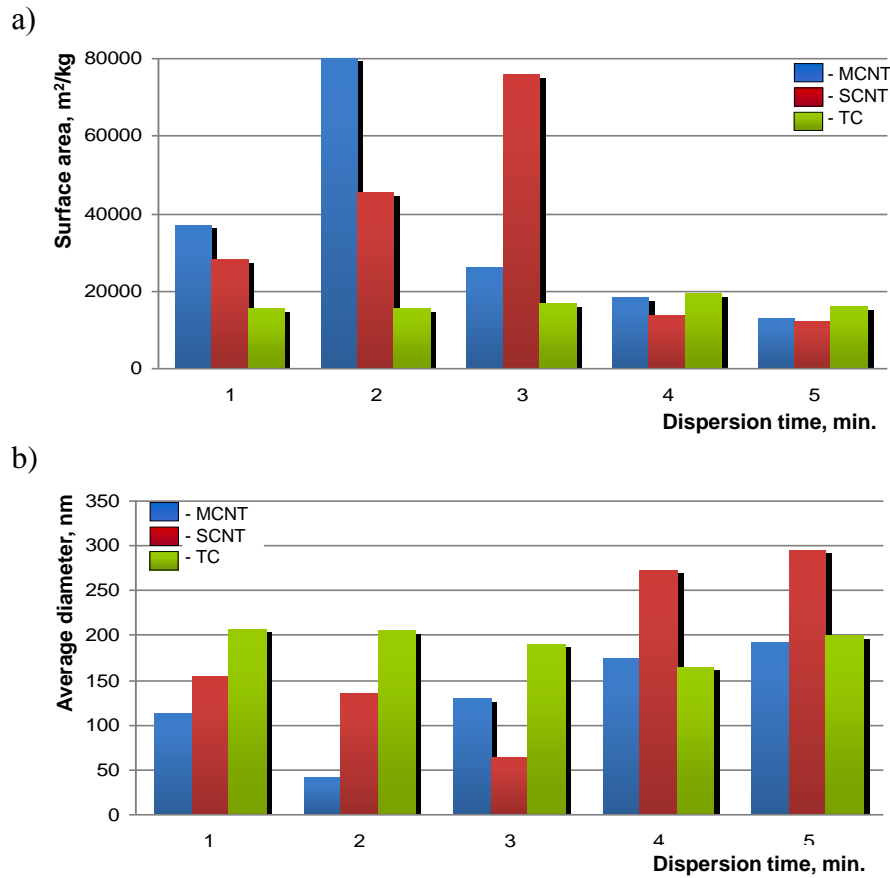 a)
80000
60000
40000
20000
0
Surface area, m²/kg
- MCNT
- SCNT
- TC
1 2 3 4 5
Dispersion time, min.
b)
350
300
250
200
150
100
50
0
Average diameter, nm
- MCNT
- SCNT
- TC
1 2 3 4 5
Dispersion time, min.